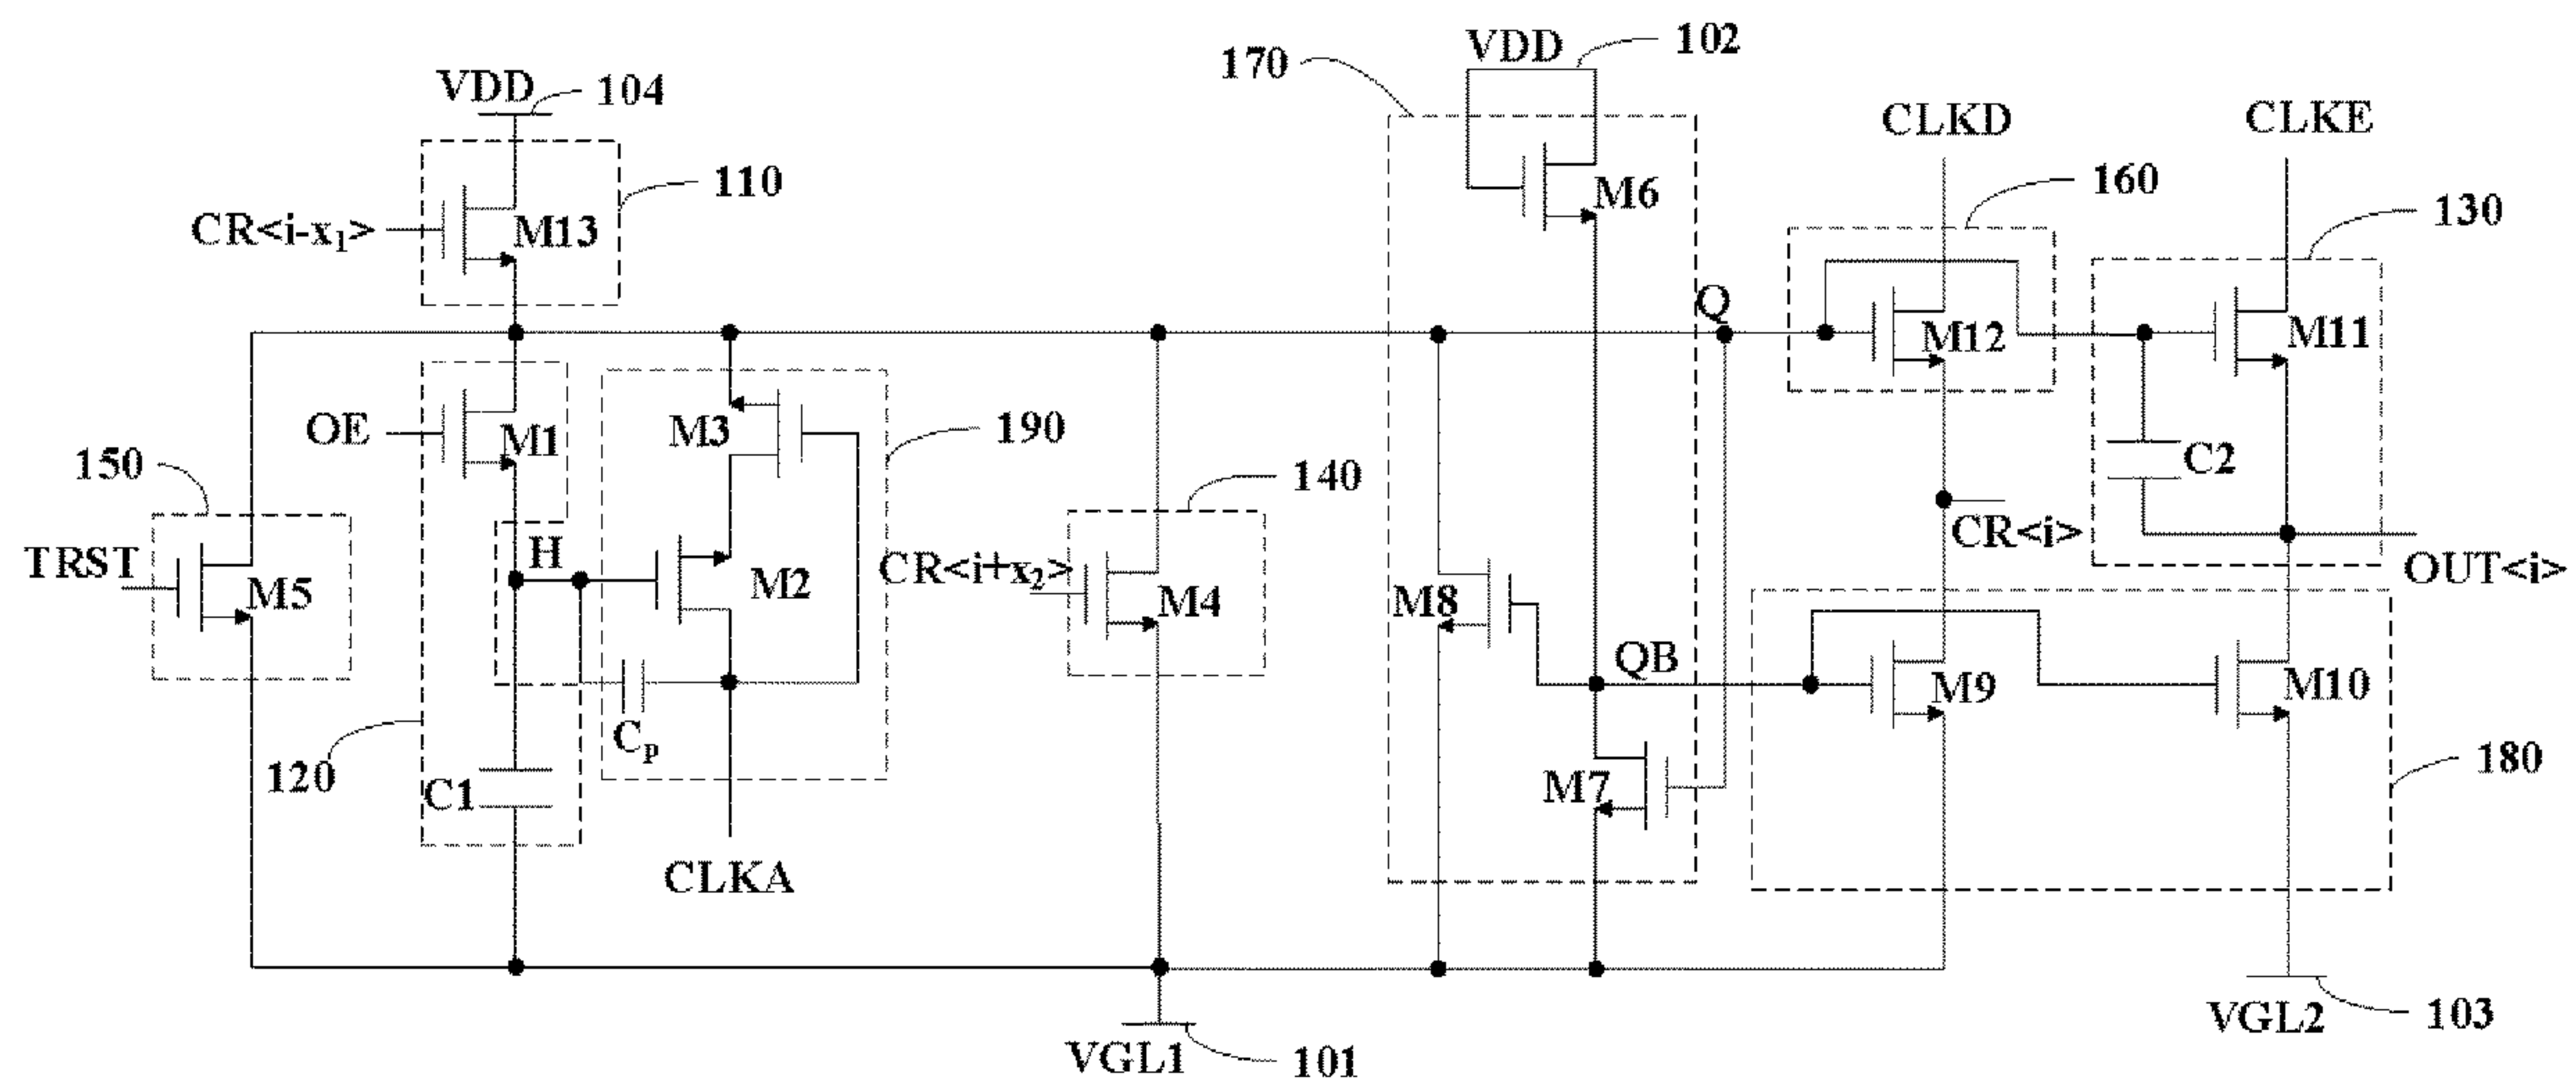 VDD
102
170
VDD
104
CLKD
CLKE
110
M6
160
130
CR<i-x₁>
M13
Q
M12
M11
OE
M1
M3
190
150
140
C2
H
CR<i>
TRST
M5
M2
CR<i+x₂>
M4
M8
OUT<i>
QB
M9
M10
Cₚ
120
C1
M7
180
CLKA
VGL1
101
VGL2
103